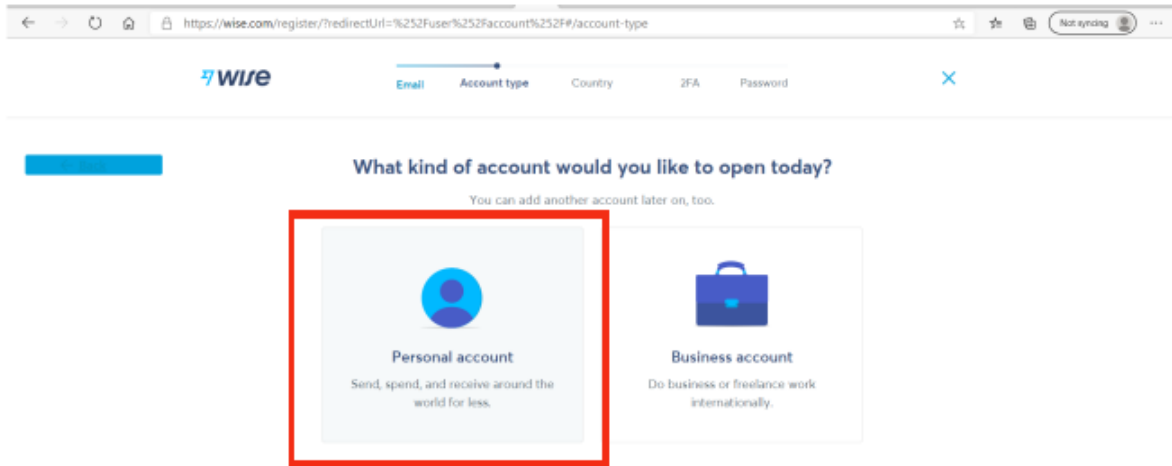 https://wise.com/register/?redirectUrl=%252Fuser%252Faccount%252F#/account-type
Not syncing
wise
Email Account type Country 2FA Password
Back
What kind of account would you like to open today?
You can add another account later on, too.
Personal account
Send, spend, and receive around the
world for less.
Business account
Do business or freelance work
internationally.